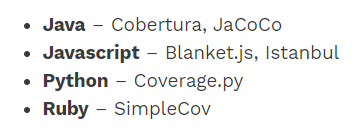 • Java – Cobertura, JaCoCo
• Javascript – Blanket.js, Istanbul
• Python – Coverage.py
• Ruby – SimpleCov